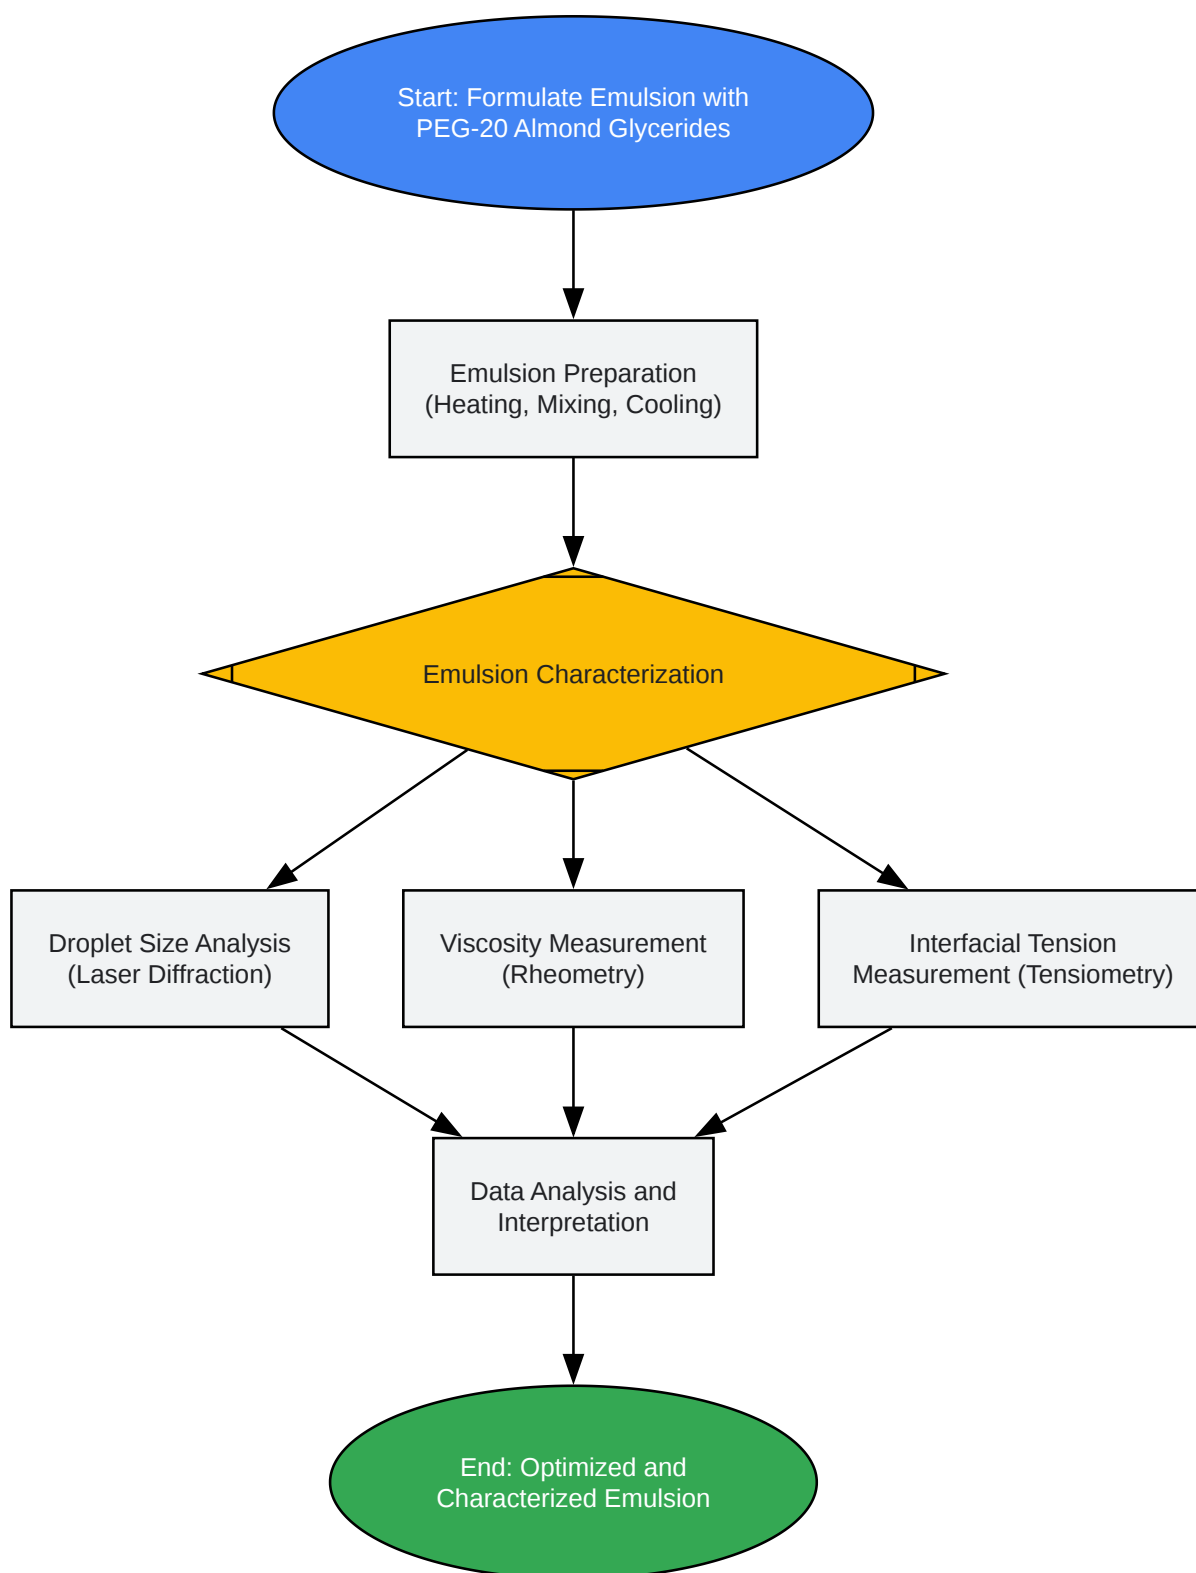 Start: Formulate Emulsion with
PEG-20 Almond Glycerides
Emulsion Preparation
(Heating, Mixing, Cooling)
Emulsion Characterization
Droplet Size Analysis
(Laser Diffraction)
Viscosity Measurement
(Rheometry)
Interfacial Tension
Measurement (Tensiometry)
Data Analysis and
Interpretation
End: Optimized and
Characterized Emulsion